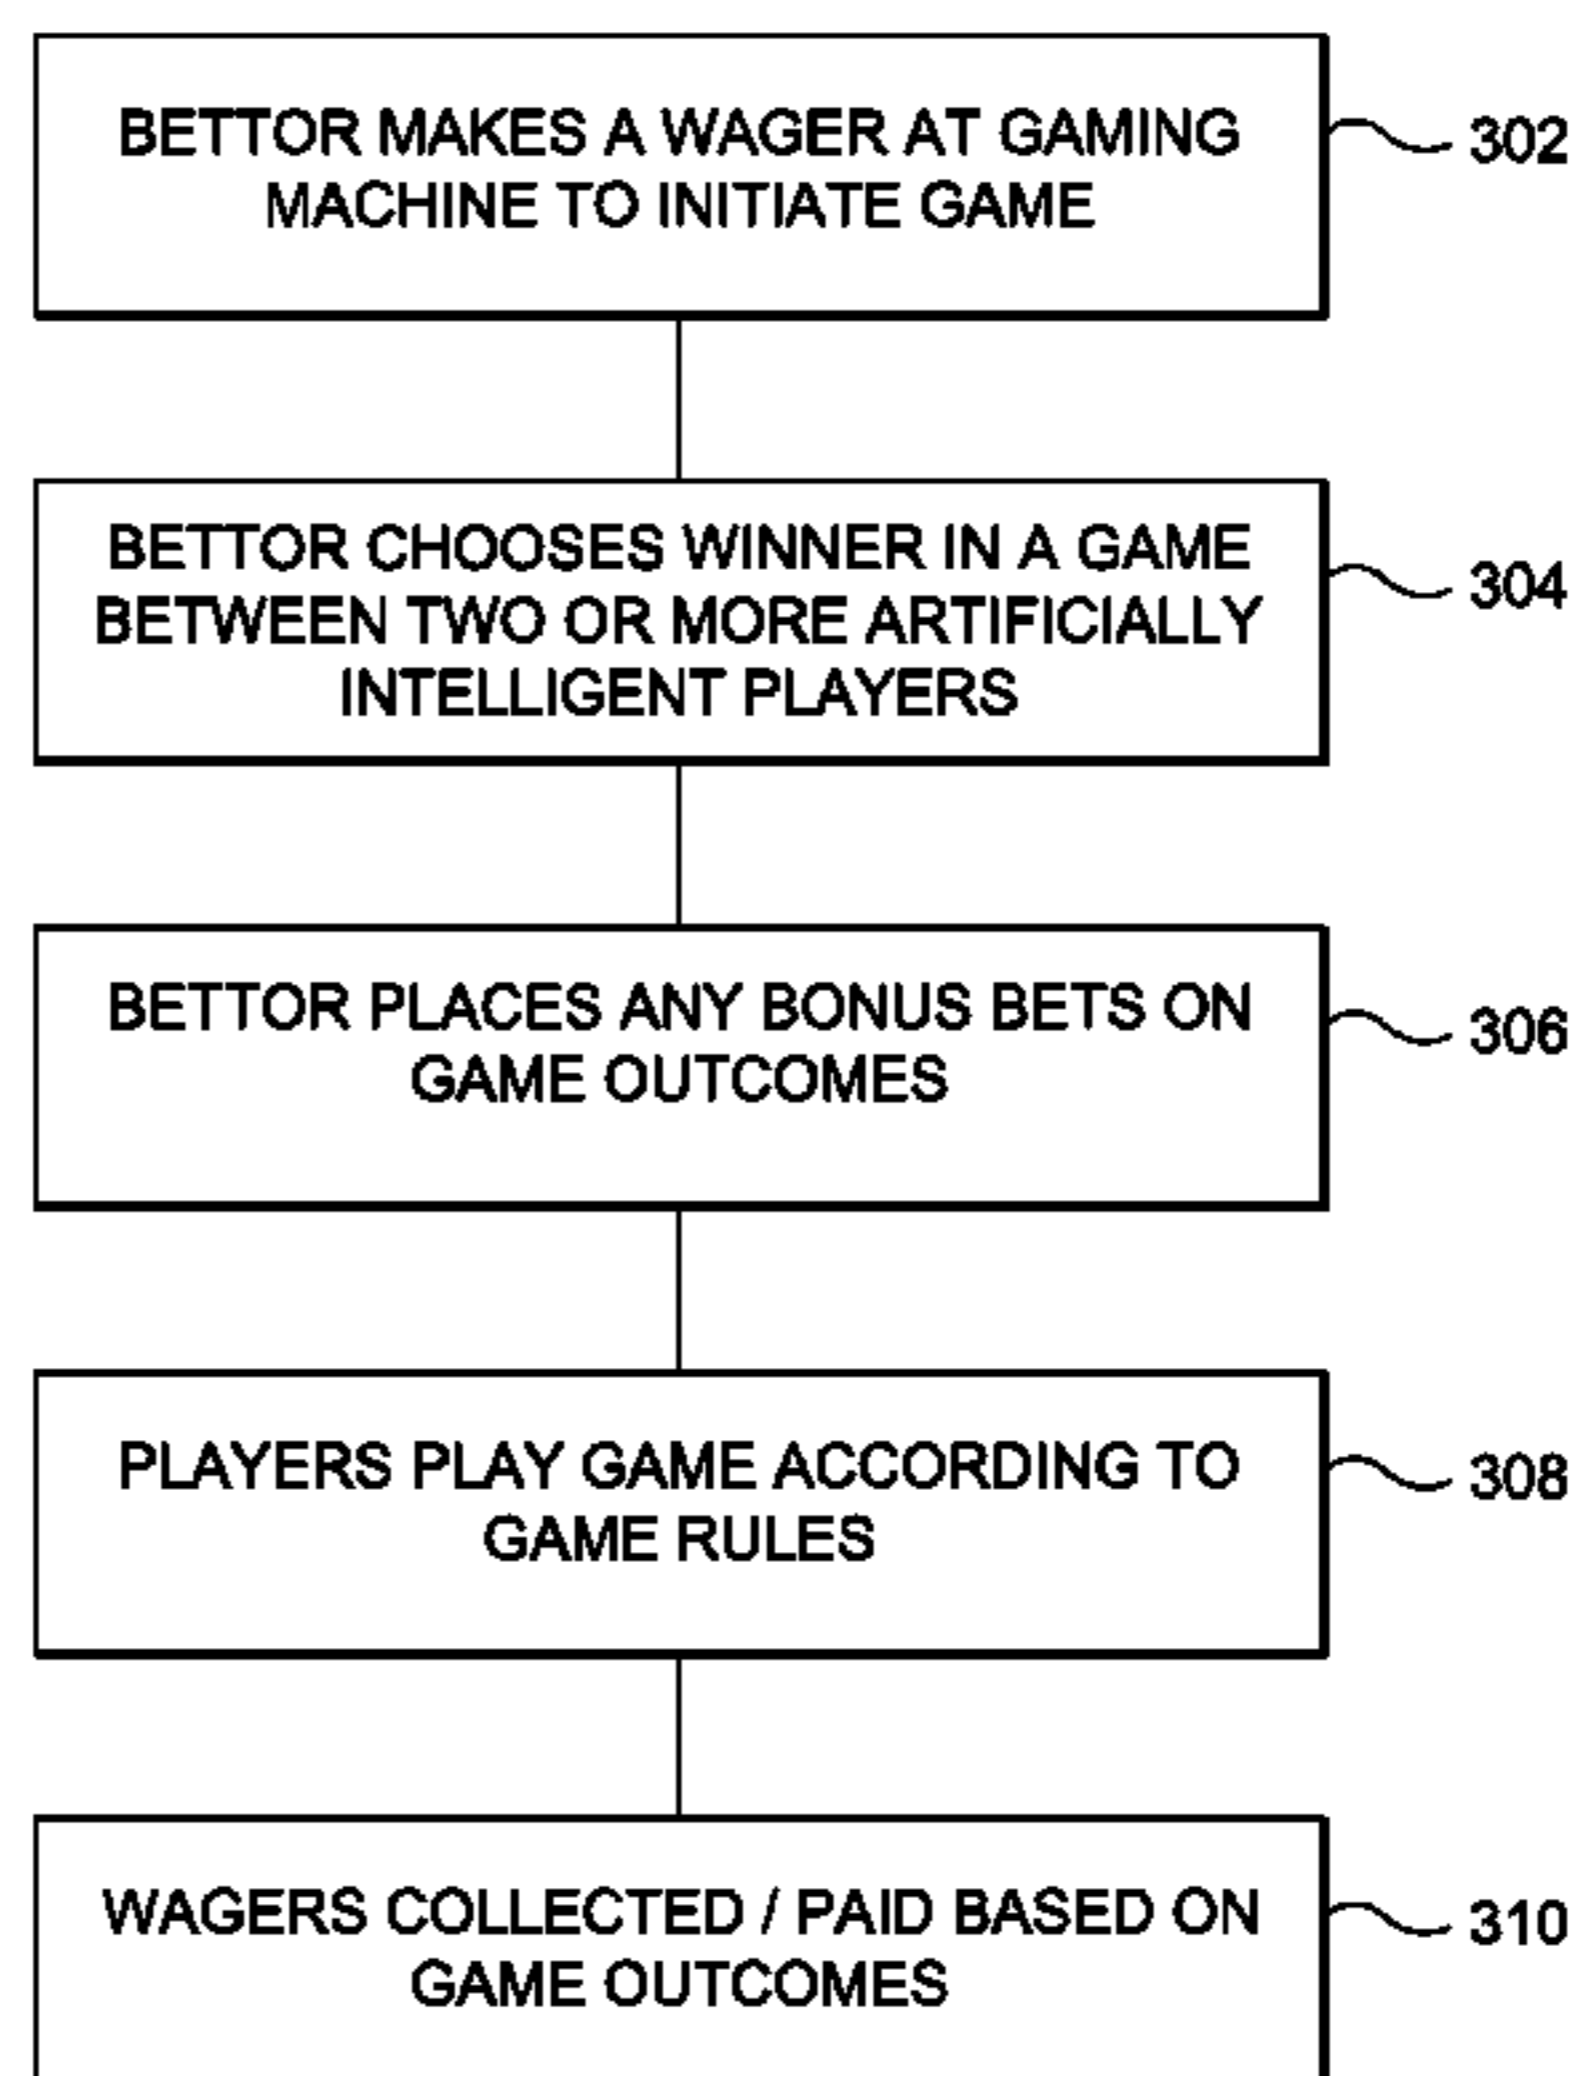 BETTOR MAKES A WAGER AT GAMING
MACHINE TO INITIATE GAME
302
BETTOR CHOOSES WINNER IN A GAME
BETWEEN TWO OR MORE ARTIFICIALLY
INTELLIGENT PLAYERS
304
BETTOR PLACES ANY BONUS BETS ON
GAME OUTCOMES
306
PLAYERS PLAY GAME ACCORDING TO
GAME RULES
308
WAGERS COLLECTED / PAID BASED ON
GAME OUTCOMES
310